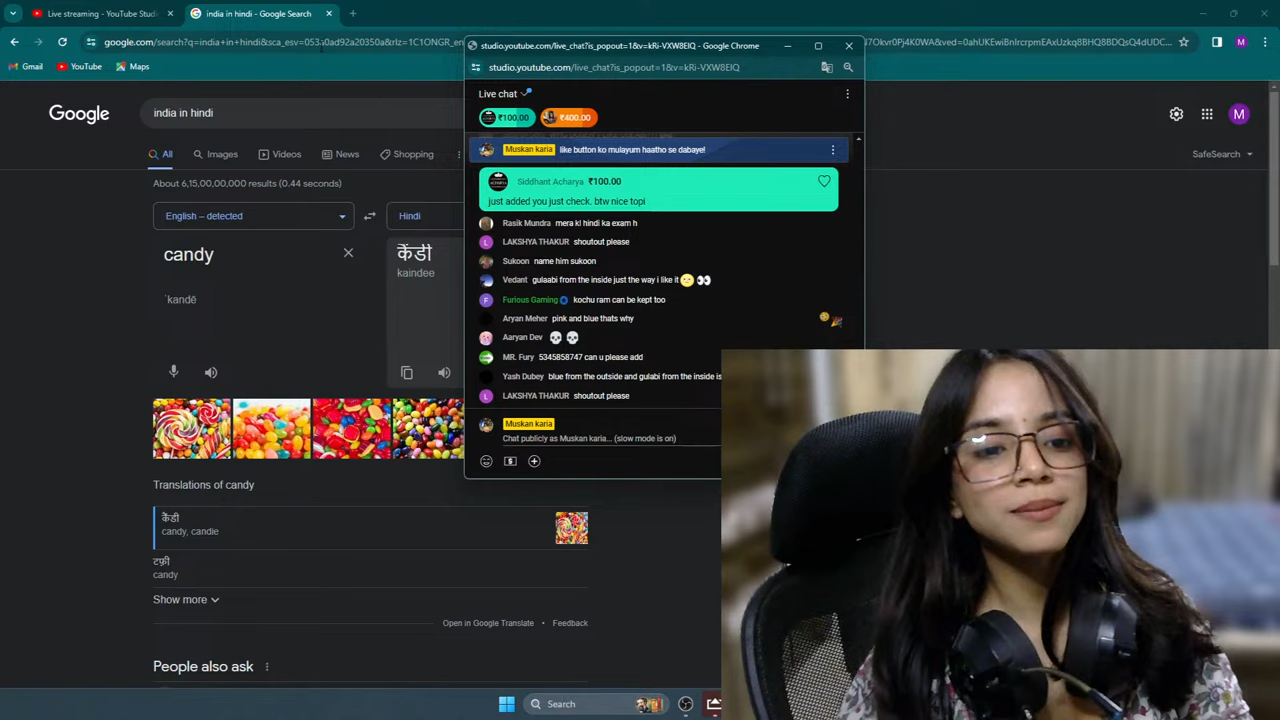 Live streaming - YouTube Stud
india in hindi - Google Search
google.com/search?q=india+in+hindi&sca_esv=053a0ad92a20350a&rlz=1C1ONGR_en
Gmail
YouTube
Maps
Google
india in hindi
All
Images
Videos
News
Shopping
SafeSearch
About 6,15,00,00,000 results (0.44 seconds)
English – detected
Hindi
candy
ˈkandē
कैंडी
kaindee
Translations of candy
कैंडी
candy, candie
टफ़ी
candy
Show more
Open in Google Translate • Feedback
People also ask
studio.youtube.com/live_chat?is_popout=1&v=kRi-VXW8EIQ - Google Chrome
studio.youtube.com/live_chat?is_popout=1&v=kRi-VXW8EIQ
Live chat
₹100.00
₹400.00
Muskan karia like button ko mulayum haatho se dabaye!
Siddhant Acharya ₹100.00
just added you just check. btw nice topi
Rasik Mundra mera kl hindi ka exam h
LAKSHYA THAKUR shoutout please
Sukoon name him sukoon
Vedant gulaabi from the inside just the way i like it
Furious Gaming kochu ram can be kept too
Aryan Meher pink and blue thats why
Aaryan Dev
MR. Fury 5345858747 can u please add
Yash Dubey blue from the outside and gulabi from the inside is
LAKSHYA THAKUR shoutout please
Muskan karia
Chat publicly as Muskan karia... (slow mode is on)
Search